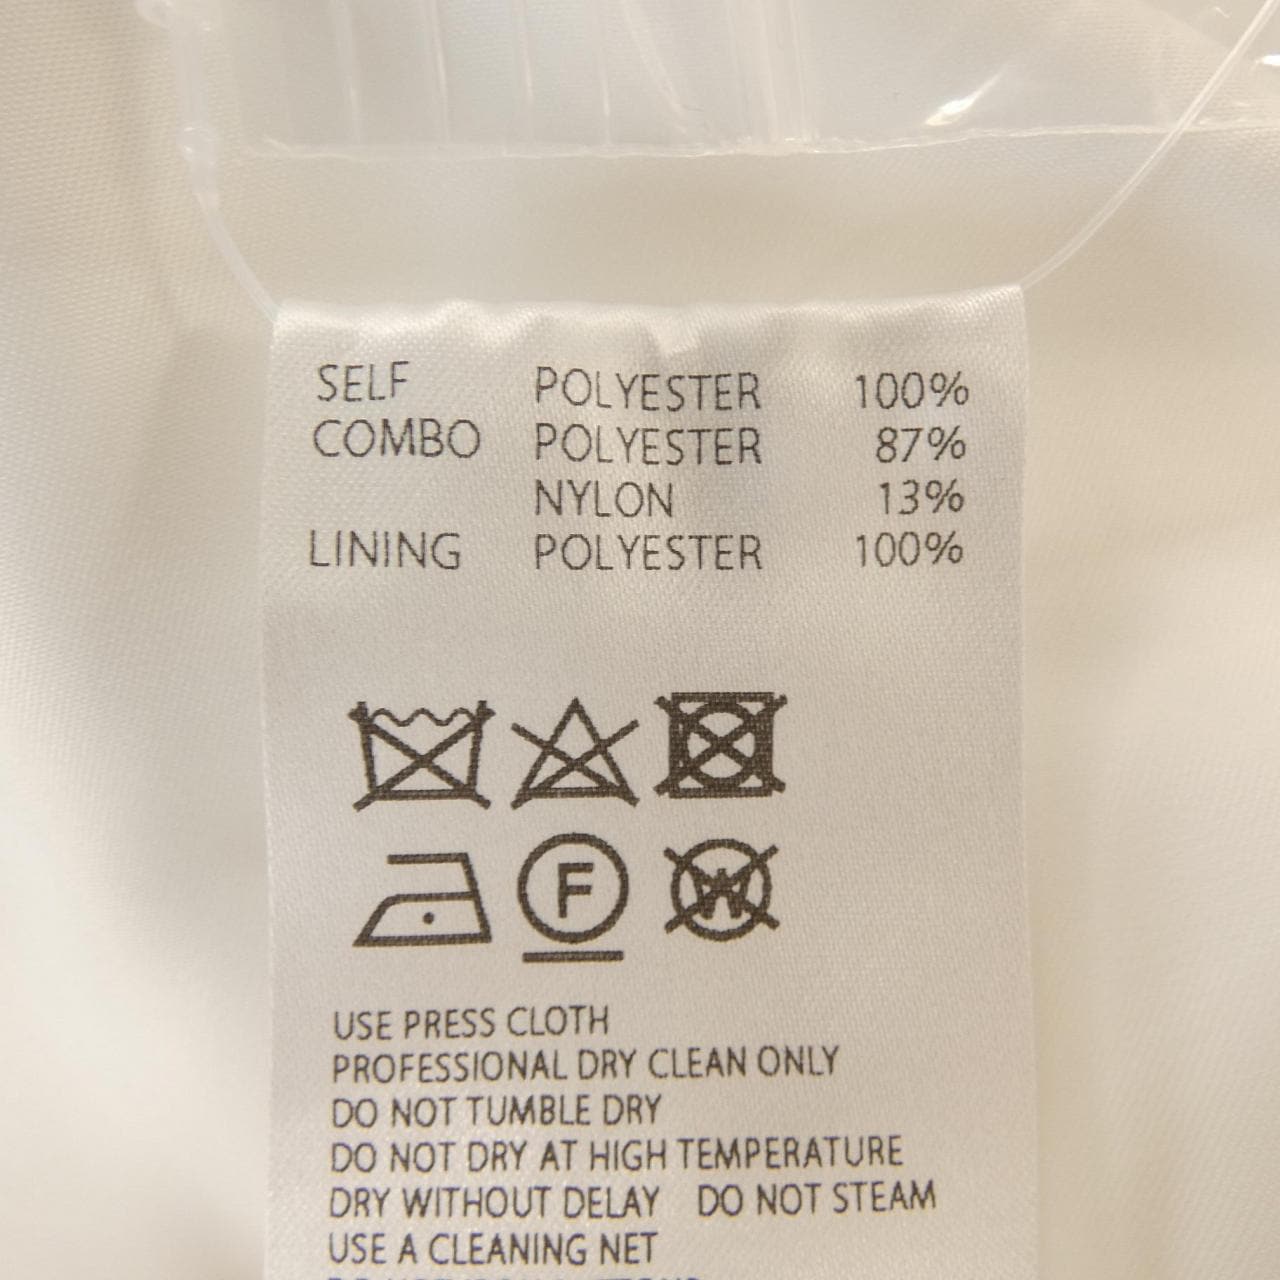 SELF POLYESTER 100%
COMBO POLYESTER 87%
NYLON 13%
LINING POLYESTER 100%
F W
USE PRESS CLOTH
PROFESSIONAL DRY CLEAN ONLY
DO NOT TUMBLE DRY
DO NOT DRY AT HIGH TEMPERATURE
DRY WITHOUT DELAY DO NOT STEAM
USE A CLEANING NET